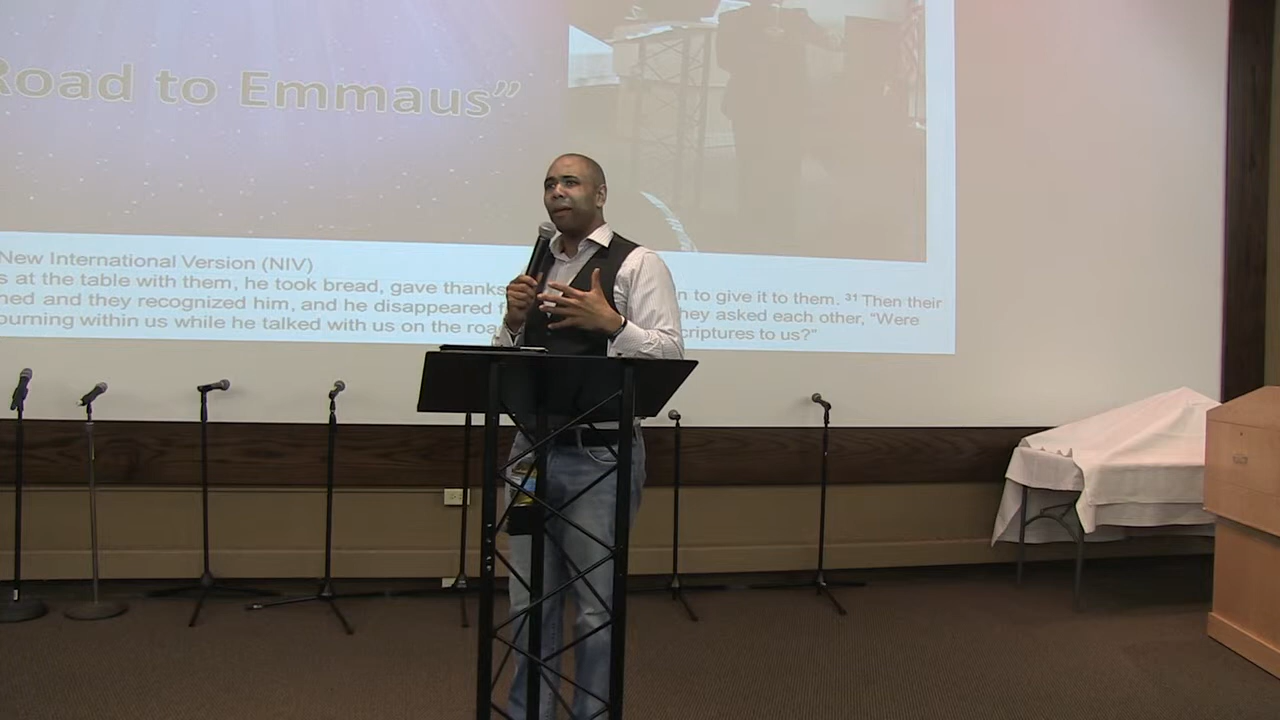 Road to Emmaus”
New International Version (NIV)
s at the table with them, he took bread, gave thanks n to give it to them. 31 Then their
ned and they recognized him, and he disappeared f hey asked each other, “Were
ourning within us while he talked with us on the roa criptures to us?”